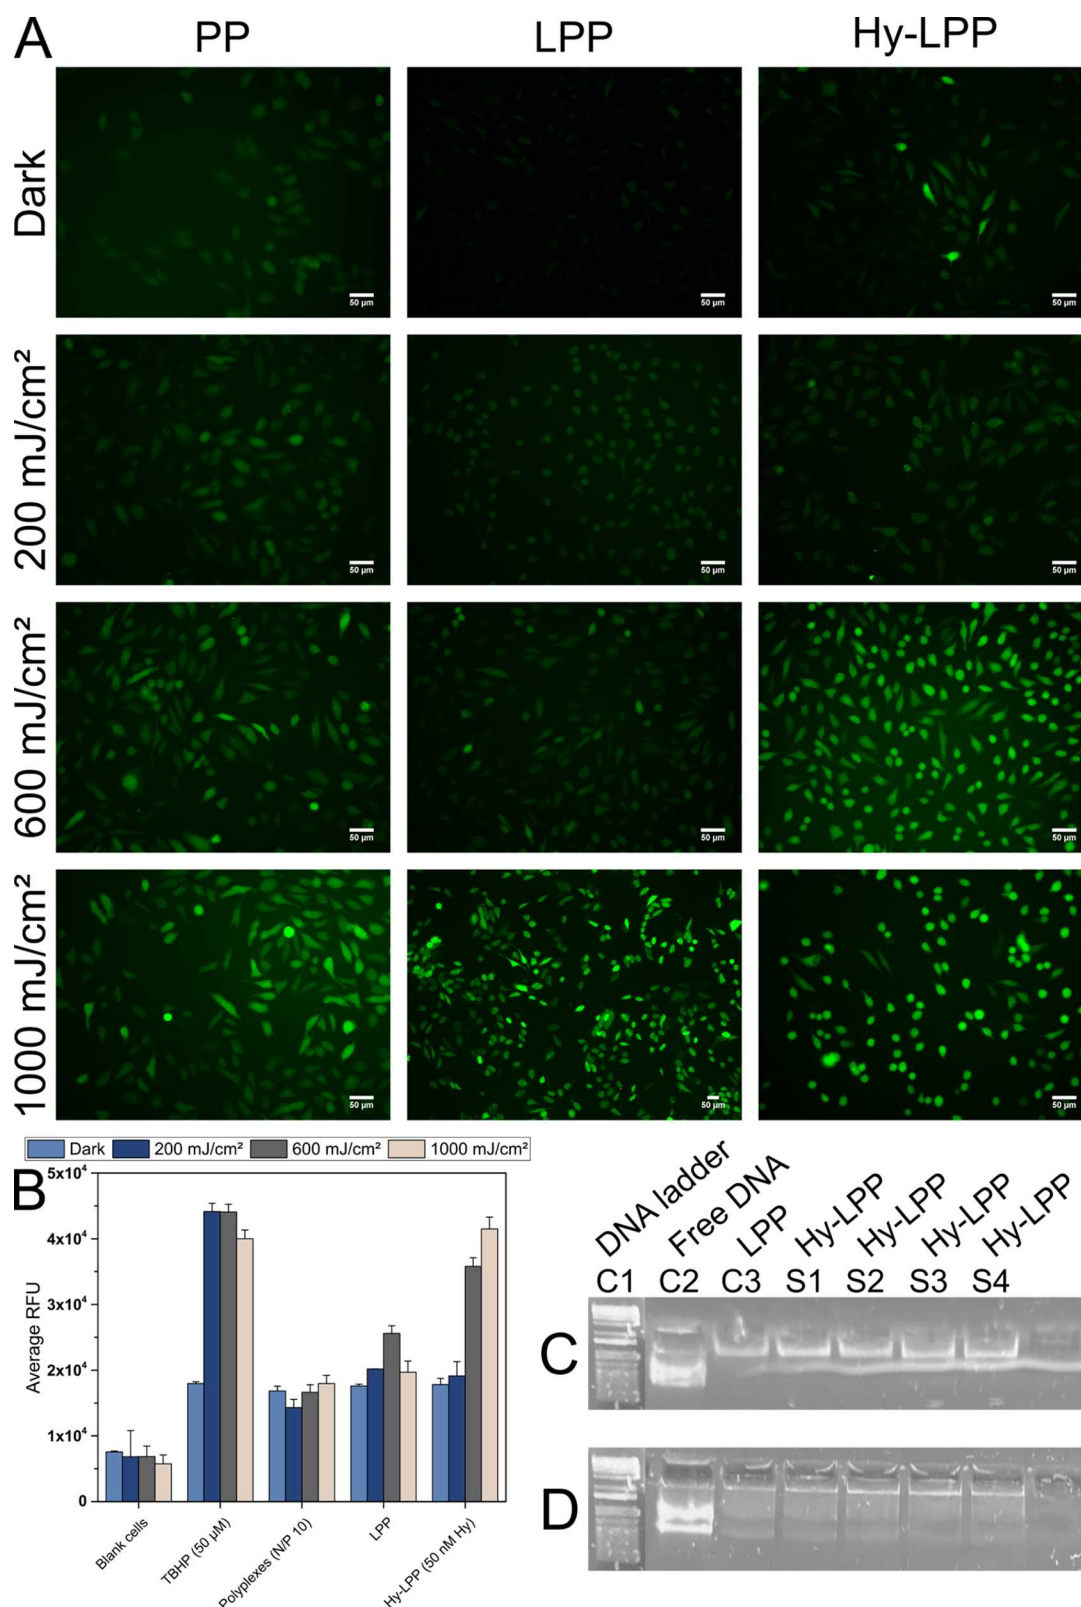 A
PP
LPP
Hy-LPP
Dark
50 µm
50 µm
50 µm
200 mJ/cm²
50 µm
50 µm
50 µm
600 mJ/cm²
50 µm
50 µm
50 µm
1000 mJ/cm²
50 µm
50 µm
50 µm
Dark
200 mJ/cm²
600 mJ/cm²
1000 mJ/cm²
B
5x10⁴
4x10⁴
3x10⁴
2x10⁴
1x10⁴
0
Average RFU
Blank cells
TBHP (50 µM)
Polyplexes (N/P 10)
LPP
Hy-LPP (50 nM Hy)
DNA ladder
Free DNA
LPP
Hy-LPP
Hy-LPP
Hy-LPP
Hy-LPP
C1 C2 C3 S1 S2 S3 S4
C
D